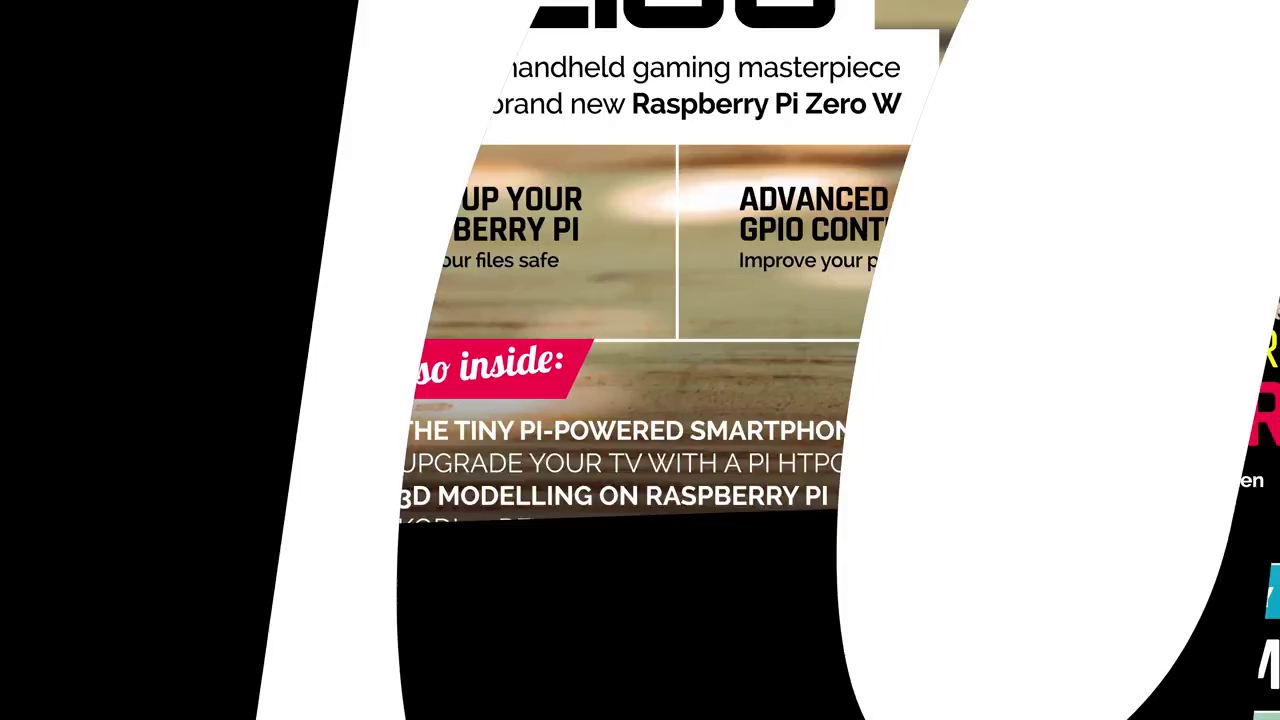 handheld gaming masterpiece
brand new Raspberry Pi Zero W
UP YOUR
BERRY PI
our files safe
ADVANCED
GPIO CONT
Improve your p
so inside:
THE TINY PI-POWERED SMARTPHON
UPGRADE YOUR TV WITH A PI HTPC
3D MODELLING ON RASPBERRY PI
R
R
en
M